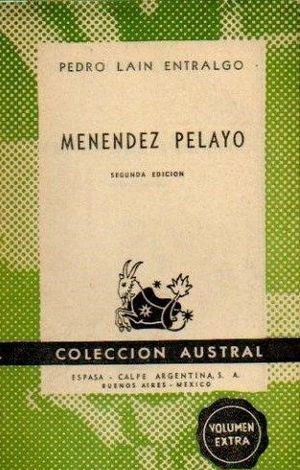 PEDRO LAIN ENTRALGO
MENENDEZ PELAYO
SEGUNDA EDICION
COLECCION AUSTRAL
ESPASA - CALPE ARGENTINA, S. A.
BUENOS AIRES - MEXICO
VOLUMEN
EXTRA